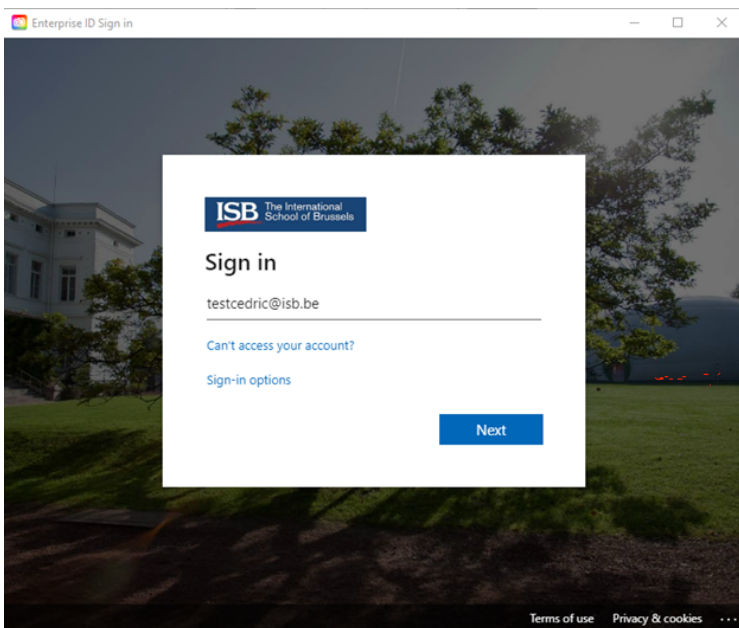 Enterprise ID Sign in
ISB The International
School of Brussels
Sign in
testcedric@isb.be
Can't access your account?
Sign-in options
Next
Terms of use Privacy & cookies ...